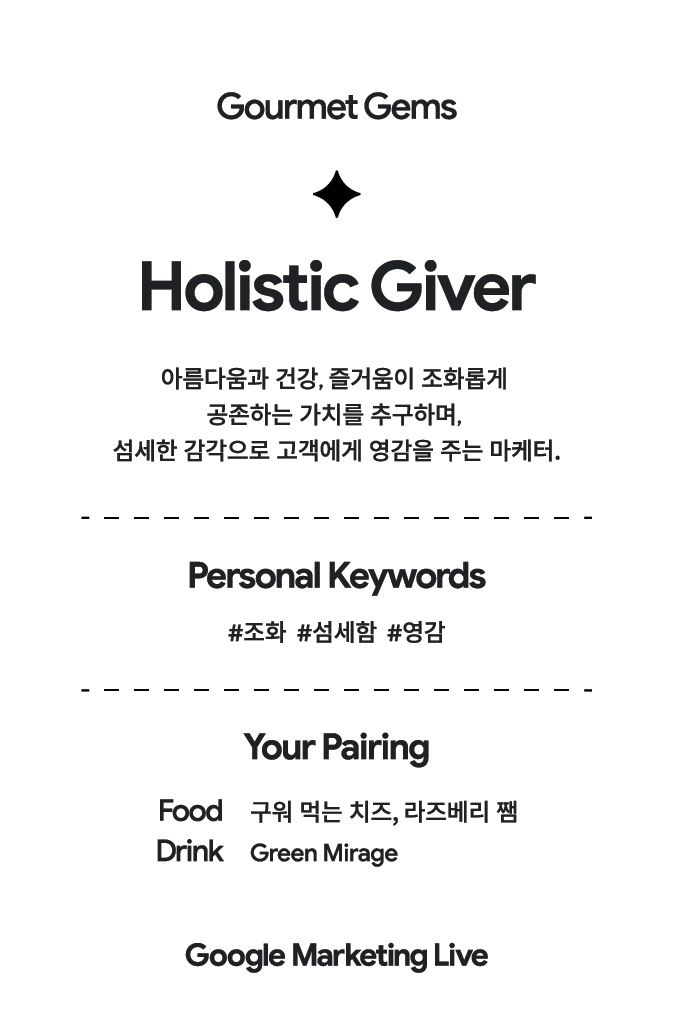 Gourmet Gems
Holistic Giver
아름다움과 건강, 즐거움이 조화롭게
공존하는 가치를 추구하며,
섬세한 감각으로 고객에게 영감을 주는 마케터.
Personal Keywords
#조화 #섬세함 #영감
Your Pairing
Food 구워 먹는 치즈, 라즈베리 쨈
Drink Green Mirage
Google Marketing Live